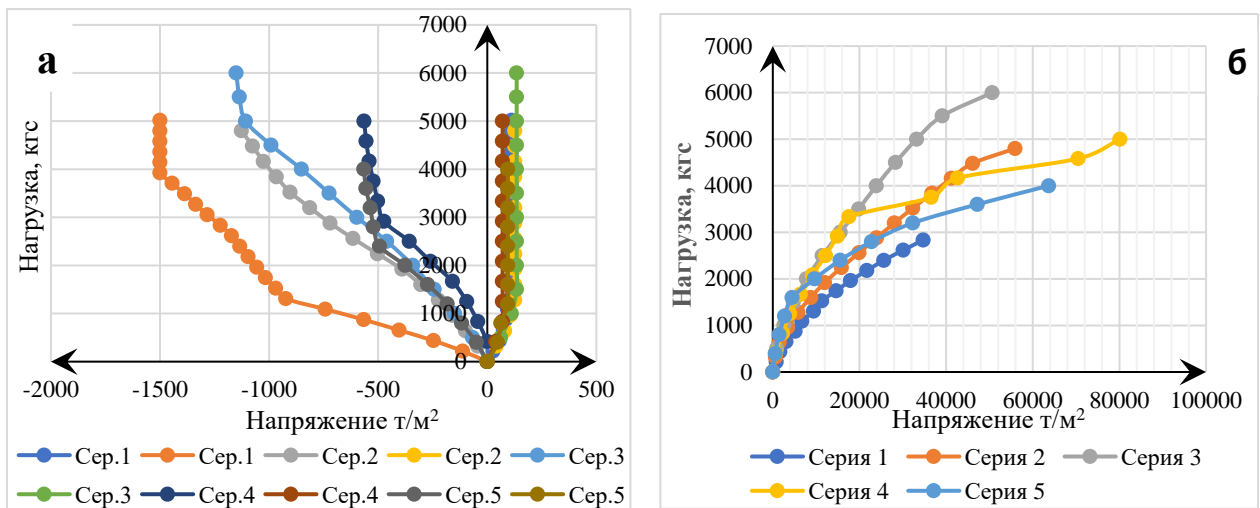 а
Нагрузка, кгс
7000
6000
5000
4000
3000
2000
1000
0
-2000 -1500 -1000 -500 0 500
Напряжение т/м²
Сер.1 Сер.1 Сер.2 Сер.2 Сер.3
Сер.3 Сер.4 Сер.4 Сер.5 Сер.5
б
Нагрузка, кгс
7000
6000
5000
4000
3000
2000
1000
0
0 20000 40000 60000 80000 100000
Напряжение т/м²
Серия 1 Серия 2 Серия 3
Серия 4 Серия 5